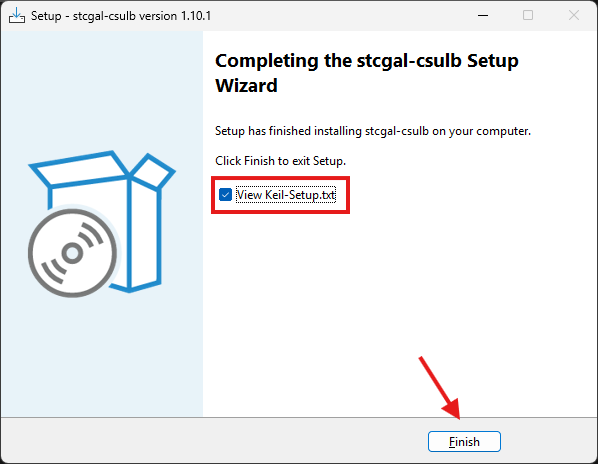 Setup - stcgal-csulb version 1.10.1
Completing the stcgal-csulb Setup
Wizard
Setup has finished installing stcgal-csulb on your computer.
Click Finish to exit Setup.
View Keil-Setup.txt
Finish